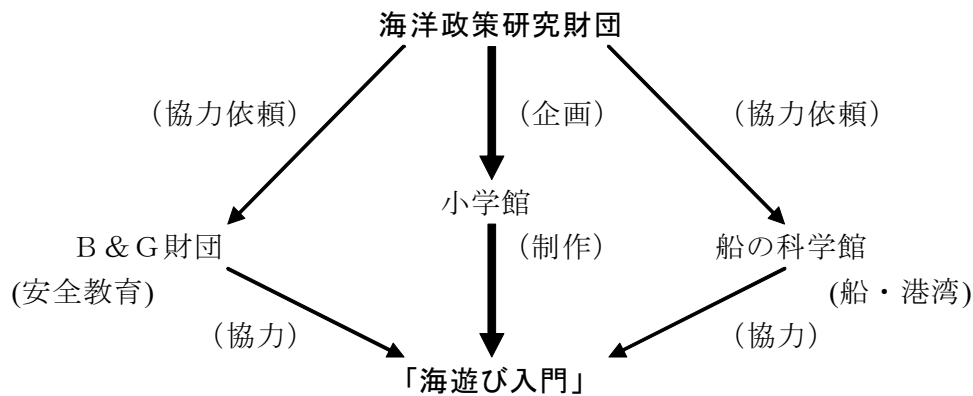 海洋政策研究財団
（協力依頼）
（企画）
（協力依頼）
小学館
Ｂ＆Ｇ財団
（制作）
船の科学館
(安全教育)
(船・港湾)
（協力）
（協力）
「海遊び入門」